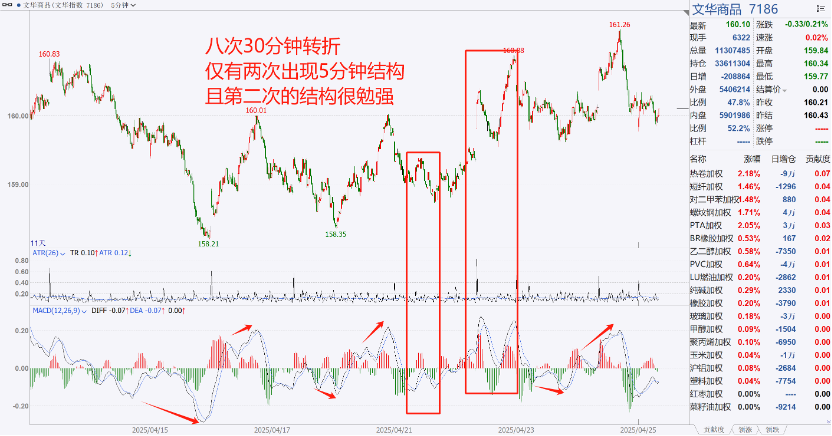 文华商品(文华指数 7186) 5分钟
文华商品 7186
最新 160.10 涨跌 -0.33/0.21%
现手 6322 速涨 0.02%
总量 11307485 开盘 159.84
持仓 33611304 最高 160.34
日增 -208864 最低 159.77
外盘 5406214 结算价 0.00
比例 47.8% 昨收 160.21
内盘 5901986 昨结 160.43
比例 52.2% 涨停 -----
杠杆 ----- 跌停 -----
名称 涨幅 日增仓 贡献度
热卷加权 2.18% -9万 0.07
短纤加权 1.46% -1296 0.04
对二甲苯加权 1.48% 880 0.04
螺纹钢加权 1.71% 4万 0.04
PTA加权 2.05% 3万 0.03
BR橡胶加权 0.53% 167 0.02
乙二醇加权 0.58% -7350 0.01
PVC加权 0.64% -4万 0.01
LU燃油加权 0.20% -2862 0.01
纯碱加权 0.29% 2330 0.01
橡胶加权 0.20% -3790 0.01
玻璃加权 0.18% -3万 0.00
甲醇加权 0.09% -1504 0.00
聚丙烯加权 0.10% -6950 0.00
玉米加权 0.04% -1万 0.00
沪铝加权 0.08% -2684 0.00
塑料加权 0.04% -7754 0.00
红枣加权 0.00% ---- 0.00
菜籽油加权 0.00% -9214 0.00
贡献度 领涨 领跌
八次30分钟转折
仅有两次出现5分钟结构
且第二次的结构很勉强
161.26
160.83
160.01
160.00
159.00
158.35
158.21
11天
ATR(26) TR 0.10↑ATR 0.12↓
0.80
0.60
0.40
0.20
MACD(12,26,9) DIFF -0.07↑DEA -0.07↑ 0.00↑
0.20
0.00
-0.20
2025/04/15 2025/04/17 2025/04/21 2025/04/23 2025/04/25